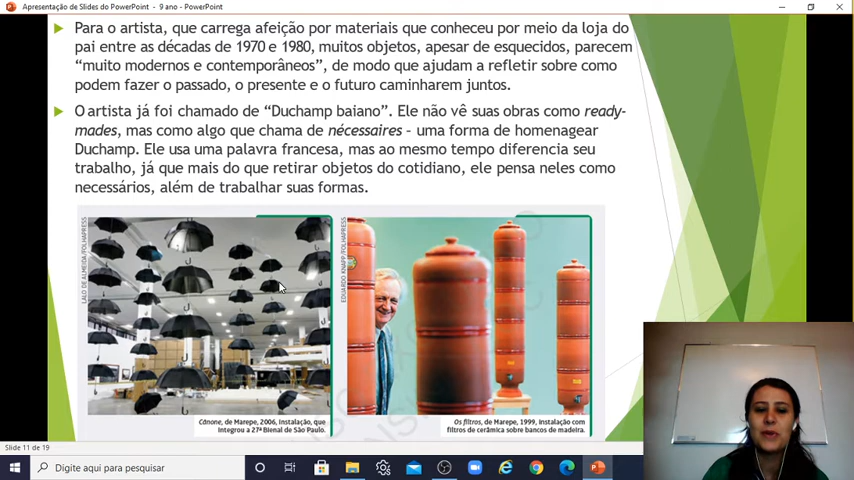 Apresentação de Slides do PowerPoint - 9 ano - PowerPoint
Para o artista, que carrega afeição por materiais que conheceu por meio da loja do
pai entre as décadas de 1970 e 1980, muitos objetos, apesar de esquecidos, parecem
“muito modernos e contemporâneos”, de modo que ajudam a refletir sobre como
podem fazer o passado, o presente e o futuro caminharem juntos.
O artista já foi chamado de “Duchamp baiano”. Ele não vê suas obras como ready-
mades, mas como algo que chama de nécessaires – uma forma de homenagear
Duchamp. Ele usa uma palavra francesa, mas ao mesmo tempo diferencia seu
trabalho, já que mais do que retirar objetos do cotidiano, ele pensa neles como
necessários, além de trabalhar suas formas.
LALO DE ALMEIDA/FOLHAPRESS
EDUARDO KNAPP/FOLHAPRESS
Cânone, de Marepe, 2006, instalação, que
integrou a 27ª Bienal de São Paulo.
Os filtros, de Marepe, 1999, instalação com
filtros de cerâmica sobre bancos de madeira.
Slide 11 de 19
Digite aqui para pesquisar